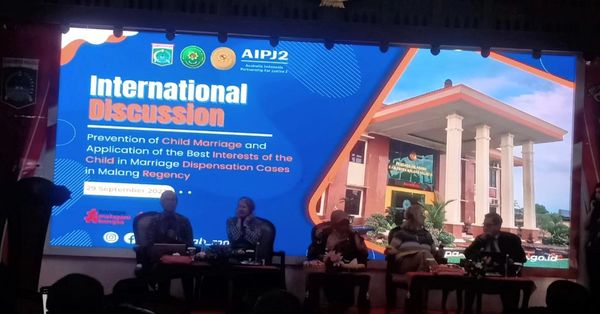 AIPJ2
Australia Indonesia
Partnership For Justice 2
International
Discussion
Prevention of Child Marriage and
Application of the Best Interests of the
Child in Marriage Dispensation Cases
in Malang Regency
29 September